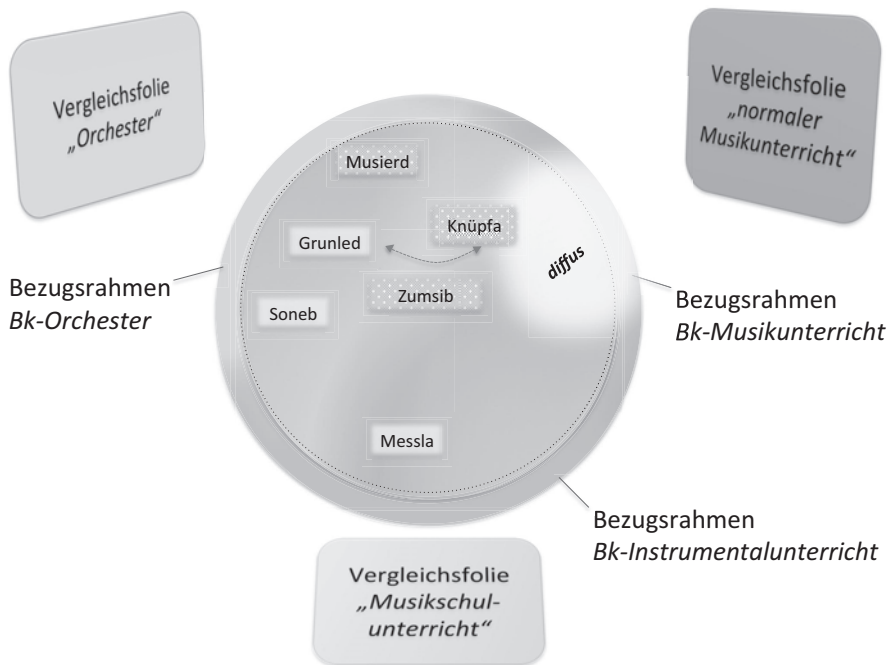 Vergleichsfolie
„Orchester“
Vergleichsfolie
„normaler
Musikunterricht“
Musierd
Knüpfa
Grunled
diffus
Zumsib
Soneb
Bezugsrahmen
Bk-Orchester
Bezugsrahmen
Bk-Musikunterricht
Messla
Bezugsrahmen
Bk-Instrumentalunterricht
Vergleichsfolie
„Musikschul-
unterricht“